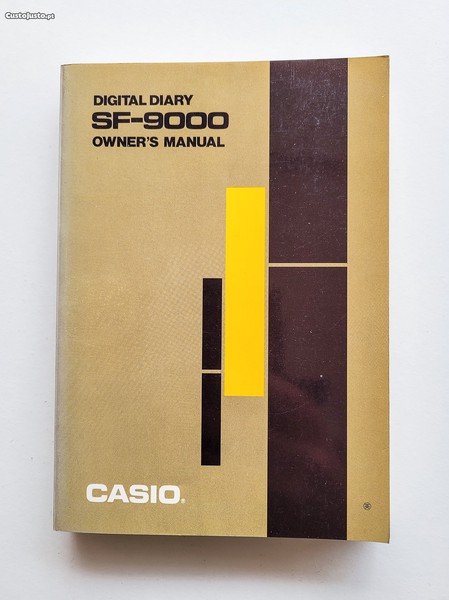 CustoJusto.pt
DIGITAL DIARY
SF-9000
OWNER'S MANUAL
CASIO®